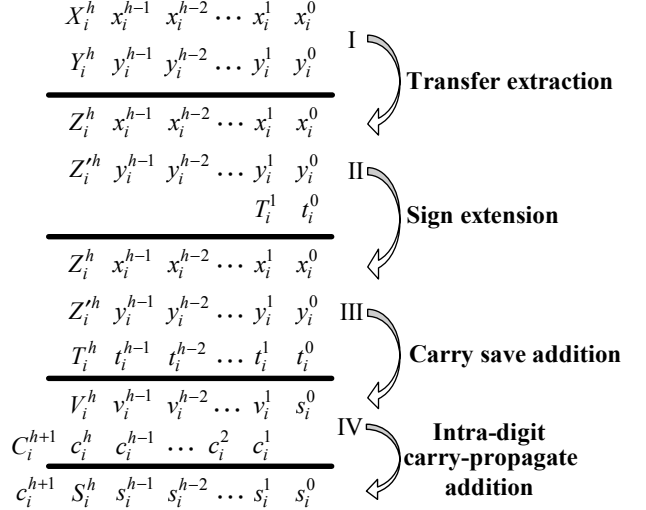 X_i^h x_i^{h-1} x_i^{h-2} ⋯ x_i^1 x_i^0
I
Y_i^h y_i^{h-1} y_i^{h-2} ⋯ y_i^1 y_i^0
Transfer extraction
Z_i^h x_i^{h-1} x_i^{h-2} ⋯ x_i^1 x_i^0
Z_i'^h y_i^{h-1} y_i^{h-2} ⋯ y_i^1 y_i^0
II
T_i^1 t_i^0
Sign extension
Z_i^h x_i^{h-1} x_i^{h-2} ⋯ x_i^1 x_i^0
Z_i'^h y_i^{h-1} y_i^{h-2} ⋯ y_i^1 y_i^0
III
T_i^h t_i^{h-1} t_i^{h-2} ⋯ t_i^1 t_i^0
Carry save addition
V_i^h v_i^{h-1} v_i^{h-2} ⋯ v_i^1 s_i^0
IV
C_i^{h+1} c_i^h c_i^{h-1} ⋯ c_i^2 c_i^1
Intra-digit
carry-propagate
addition
c_i^{h+1} S_i^h s_i^{h-1} s_i^{h-2} ⋯ s_i^1 s_i^0